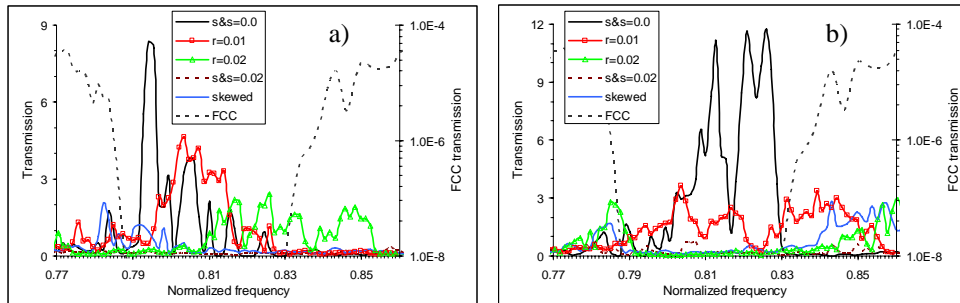 a)
s&s=0.0
r=0.01
r=0.02
s&s=0.02
skewed
FCC
9
6
3
0
Transmission
1.0E-4
1.0E-6
1.0E-8
FCC transmission
0.77 0.79 0.81 0.83 0.85
Normalized frequency
b)
s&s=0.0
r=0.01
r=0.02
s&s=0.02
skewed
FCC
12
9
6
3
0
Transmission
1.0E-4
1.0E-6
1.0E-8
FCC transmission
0.77 0.79 0.81 0.83 0.85
Normalized frequency